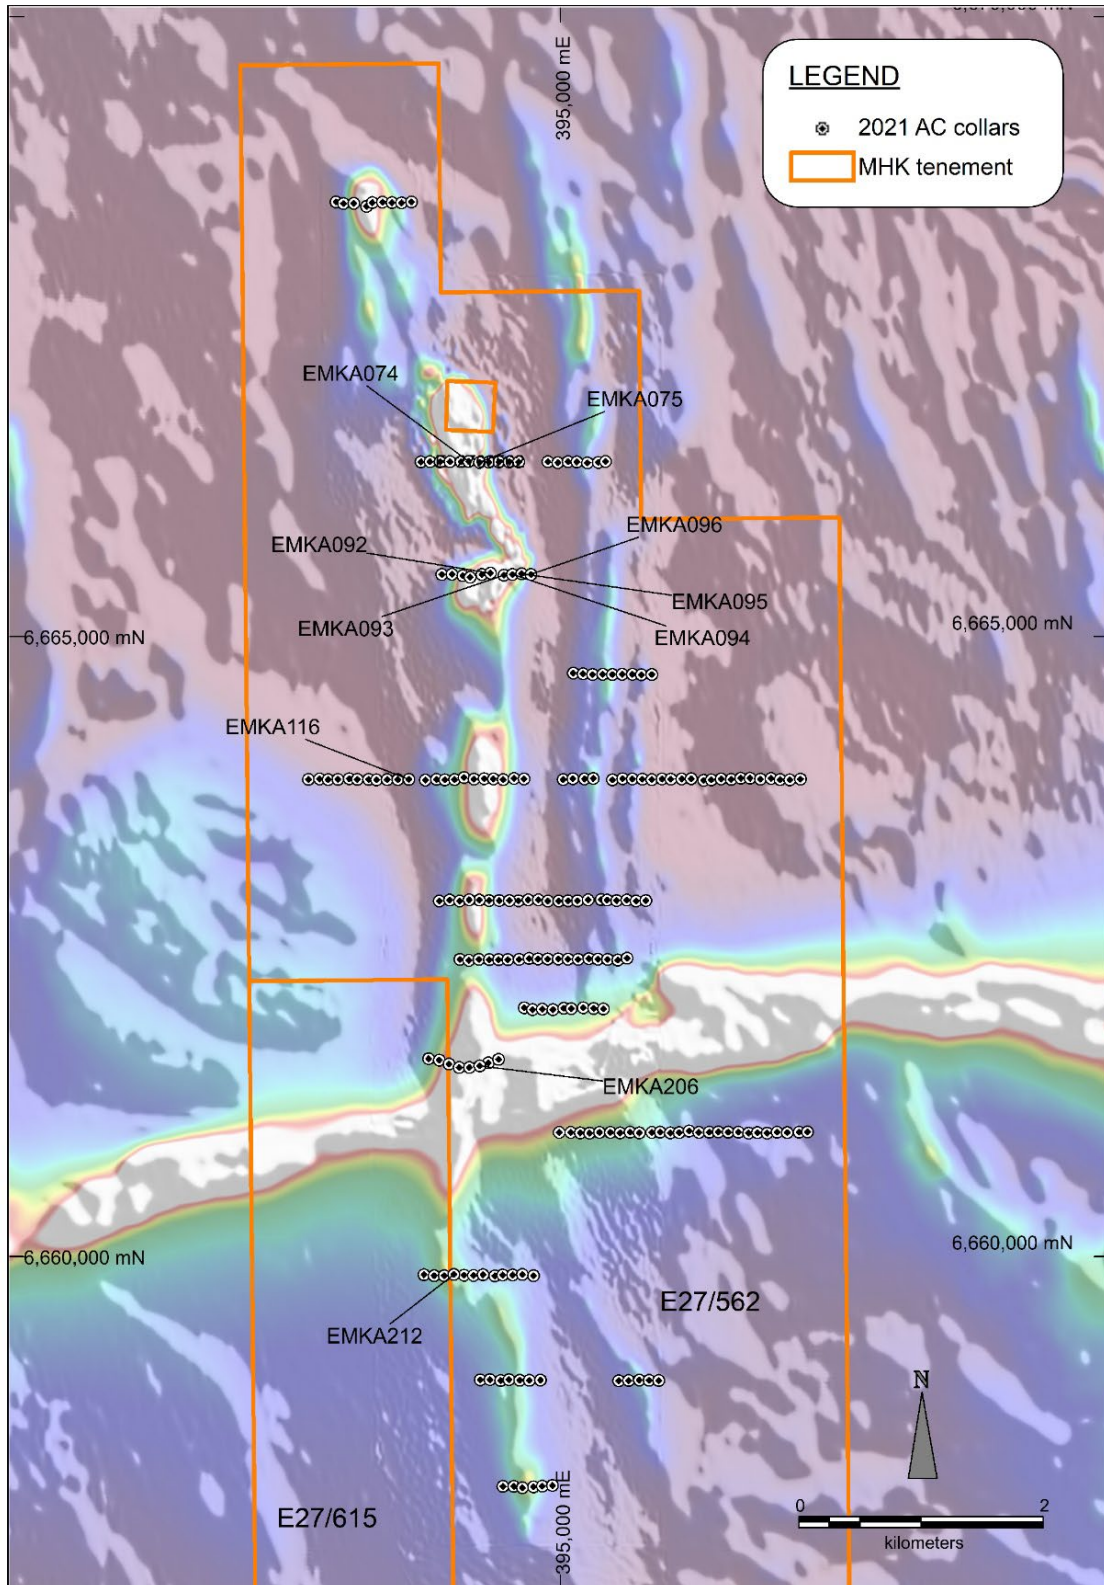 395,000 mE
LEGEND
2021 AC collars
MHK tenement
EMKA074
EMKA075
EMKA096
EMKA092
EMKA095
EMKA093
EMKA094
6,665,000 mN
6,665,000 mN
EMKA116
EMKA206
6,660,000 mN
6,660,000 mN
E27/562
EMKA212
N
395,000 mE
E27/615
0 2
kilometers